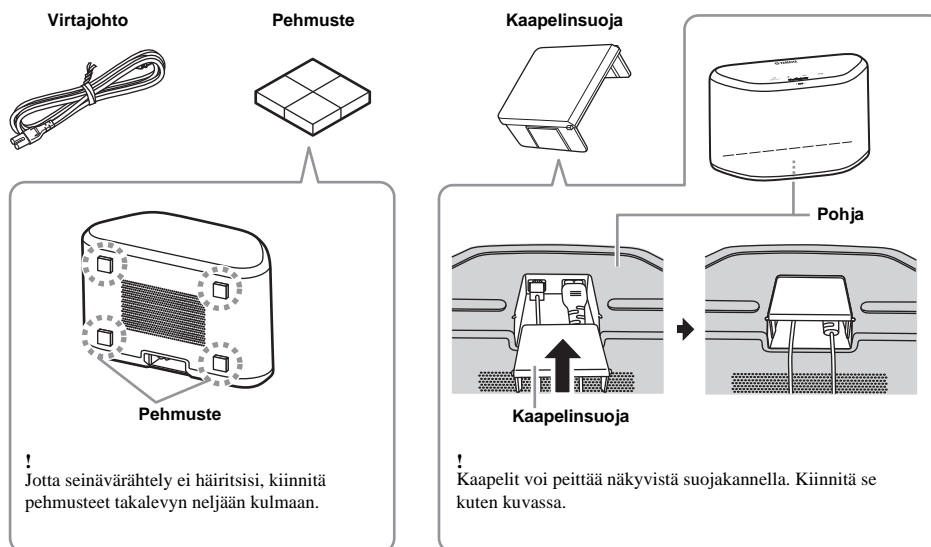 Virtajohto
Pehmuste
Kaapelinsuoja
YAMAHA
Pohja
Pehmuste
Kaapelinsuoja
!
Jotta seinävärähtely ei häiritsisi, kiinnitä
pehmusteet takalevyn neljään kulmaan.
!
Kaapelit voi peittää näkyvistä suojakannella. Kiinnitä se
kuten kuvassa.